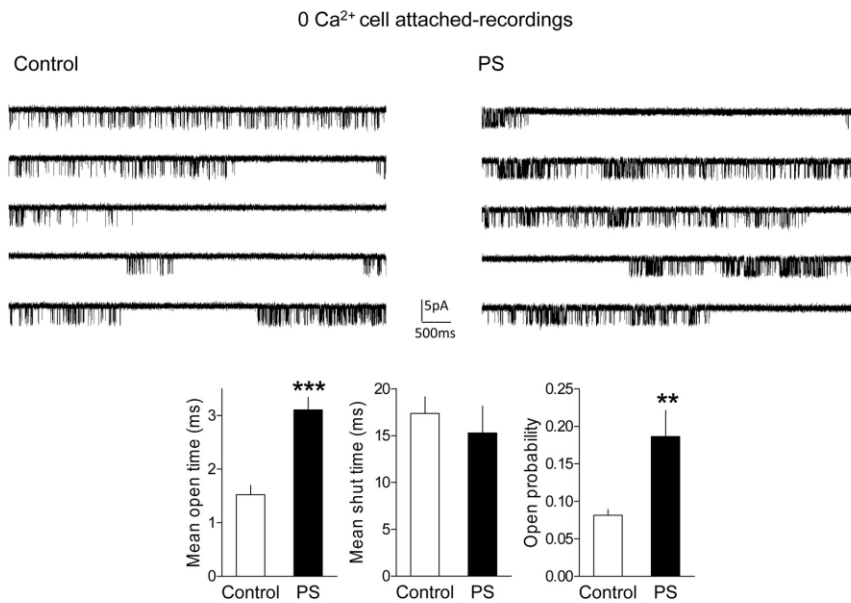 0 Ca²⁺ cell attached-recordings
Control
PS
5pA
500ms
Mean open time (ms)
3
2
1
0
***
Control PS
Mean shut time (ms)
20
15
10
5
0
Control PS
Open probability
0.25
0.20
0.15
0.10
0.05
0.00
**
Control PS